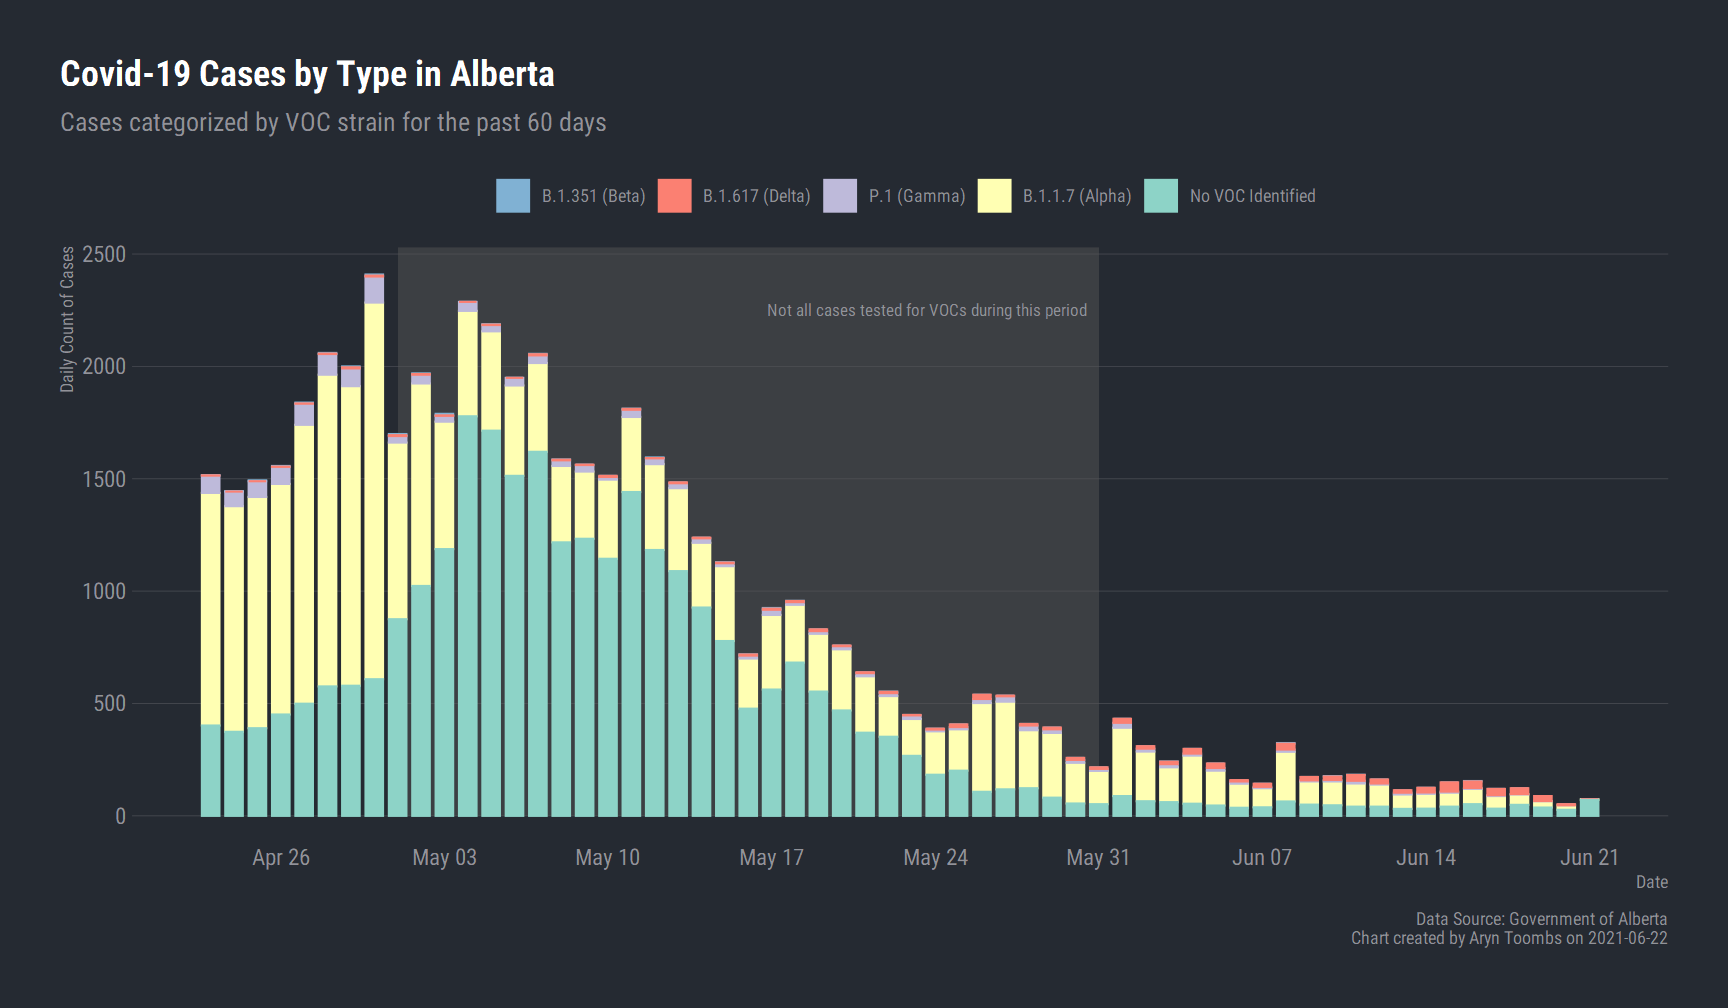 Covid-19 Cases by Type in Alberta
Cases categorized by VOC strain for the past 60 days
B.1.351 (Beta) B.1.617 (Delta) P.1 (Gamma) B.1.1.7 (Alpha) No VOC Identified
Daily Count of Cases
2500
2000
1500
1000
500
0
Not all cases tested for VOCs during this period
Apr 26 May 03 May 10 May 17 May 24 May 31 Jun 07 Jun 14 Jun 21
Date
Data Source: Government of Alberta
Chart created by Aryn Toombs on 2021-06-22